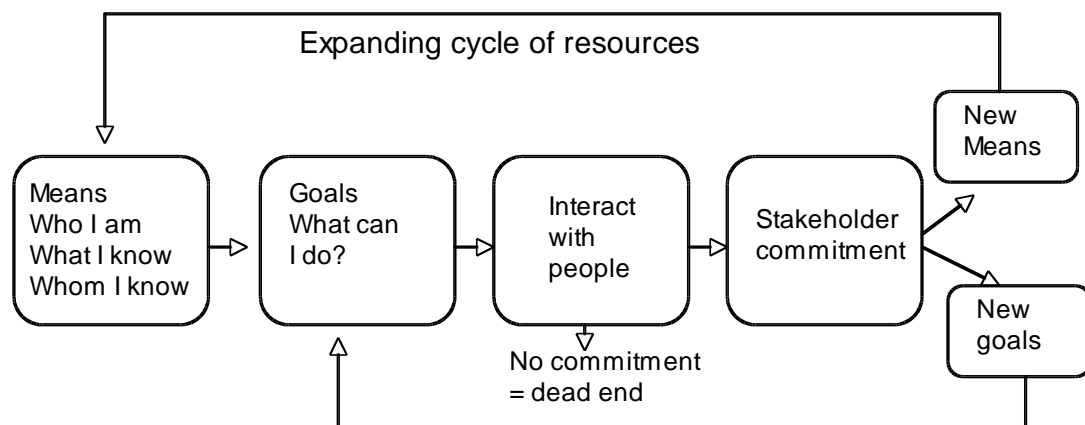 Expanding cycle of resources
New
Means
Means
Who I am
What I know
Whom I know
Goals
What can
I do?
Interact
with
people
Stakeholder
commitment
New
goals
No commitment
= dead end